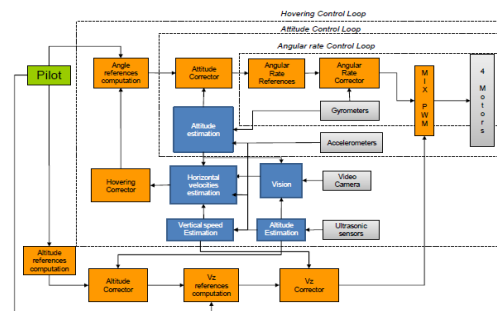 Hovering Control Loop
Attitude Control Loop
Angular rate Control Loop
Pilot
Angle
references
computation
Attitude
Corrector
Angular
Rate
References
Angular
Rate
Corrector
MIX PWM
4 Motors
Gyrometers
Attitude
estimation
Accelerometers
Hovering
Corrector
Horizontal
velocities
estimation
Vision
Video
Camera
Vertical speed
Estimation
Altitude
Estimation
Ultrasonic
sensors
Altitude
references
computation
Altitude
Corrector
Vz
references
computation
Vz
Corrector